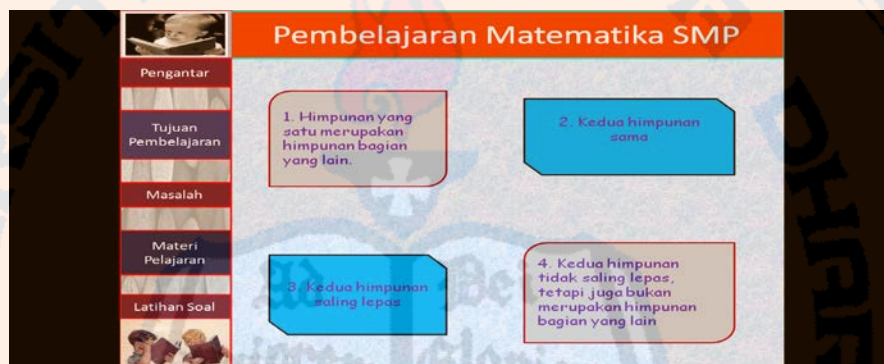 Pembelajaran Matematika SMP
Pengantar
Tujuan
Pembelajaran
Masalah
Materi
Pelajaran
Latihan Soal
1. Himpunan yang
satu merupakan
himpunan bagian
yang lain.
2. Kedua himpunan
sama
3. Kedua himpunan
saling lepas
4. Kedua himpunan
tidak saling lepas,
tetapi juga bukan
merupakan himpunan
bagian yang lain
Ad Dei